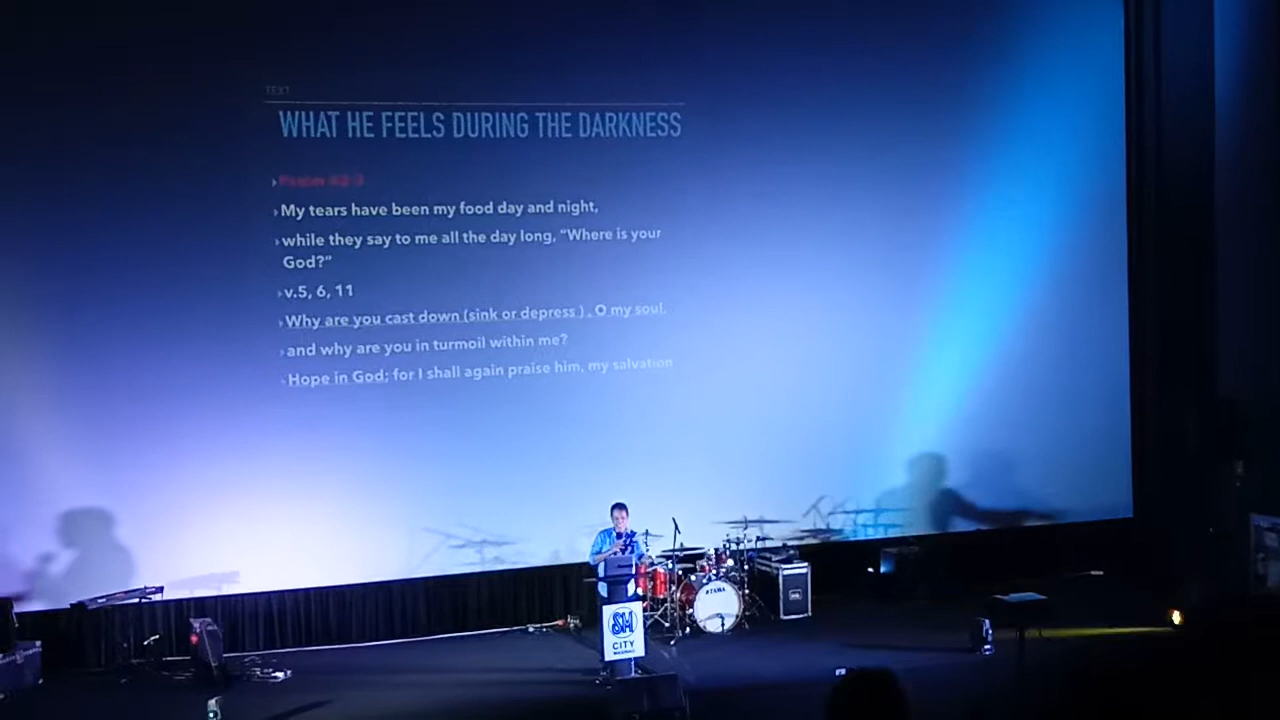 TEXT
WHAT HE FEELS DURING THE DARKNESS
My tears have been my food day and night,
while they say to me all the day long, "Where is your
God?"
v.5, 6, 11
Why are you cast down (sink or depress ) , O my soul,
and why are you in turmoil within me?
Hope in God; for I shall again praise him, my salvation
TAMA
SM
CITY